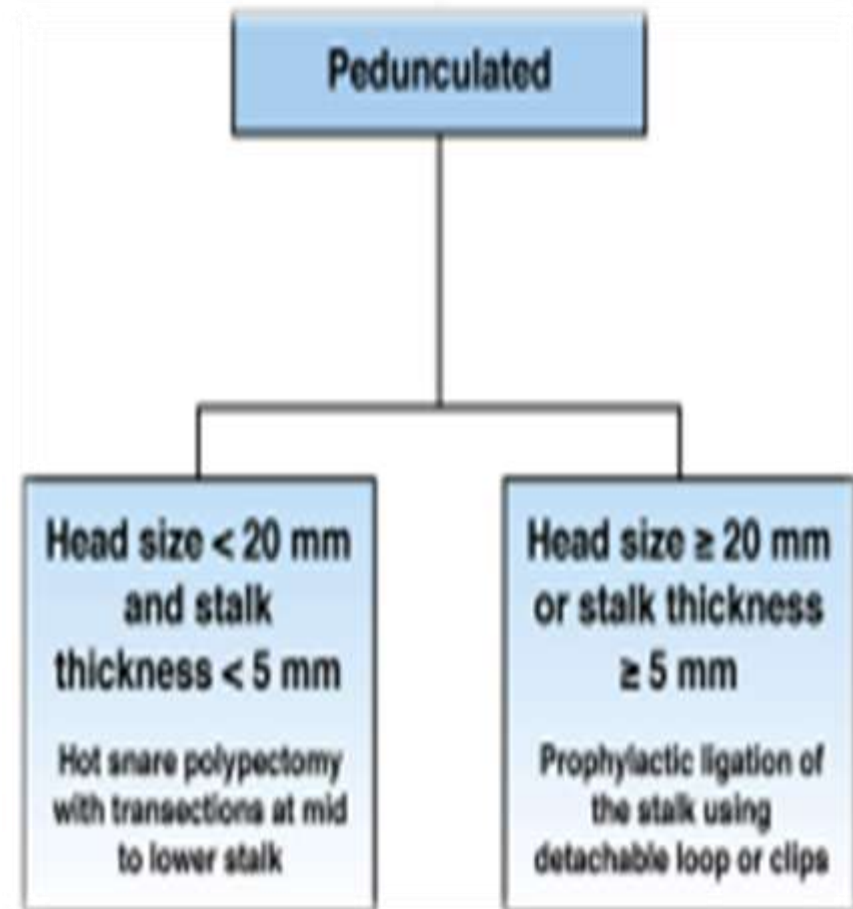 Pedunculated
Head size < 20 mm
and stalk
thickness < 5 mm
Hot snare polypectomy
with transections at mid
to lower stalk
Head size ≥ 20 mm
or stalk thickness
≥ 5 mm
Prophylactic ligation of
the stalk using
detachable loop or clips